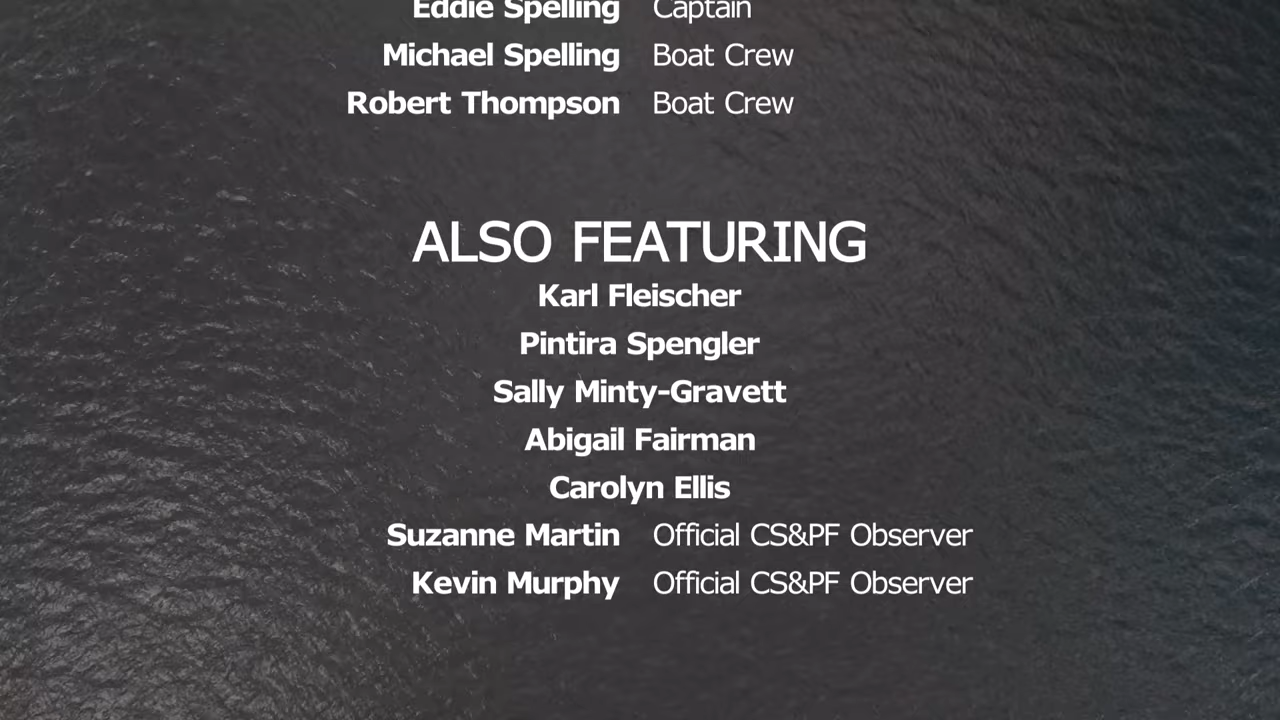 Eddie Spelling Captain
Michael Spelling Boat Crew
Robert Thompson Boat Crew
ALSO FEATURING
Karl Fleischer
Pintira Spengler
Sally Minty-Gravett
Abigail Fairman
Carolyn Ellis
Suzanne Martin Official CS&PF Observer
Kevin Murphy Official CS&PF Observer